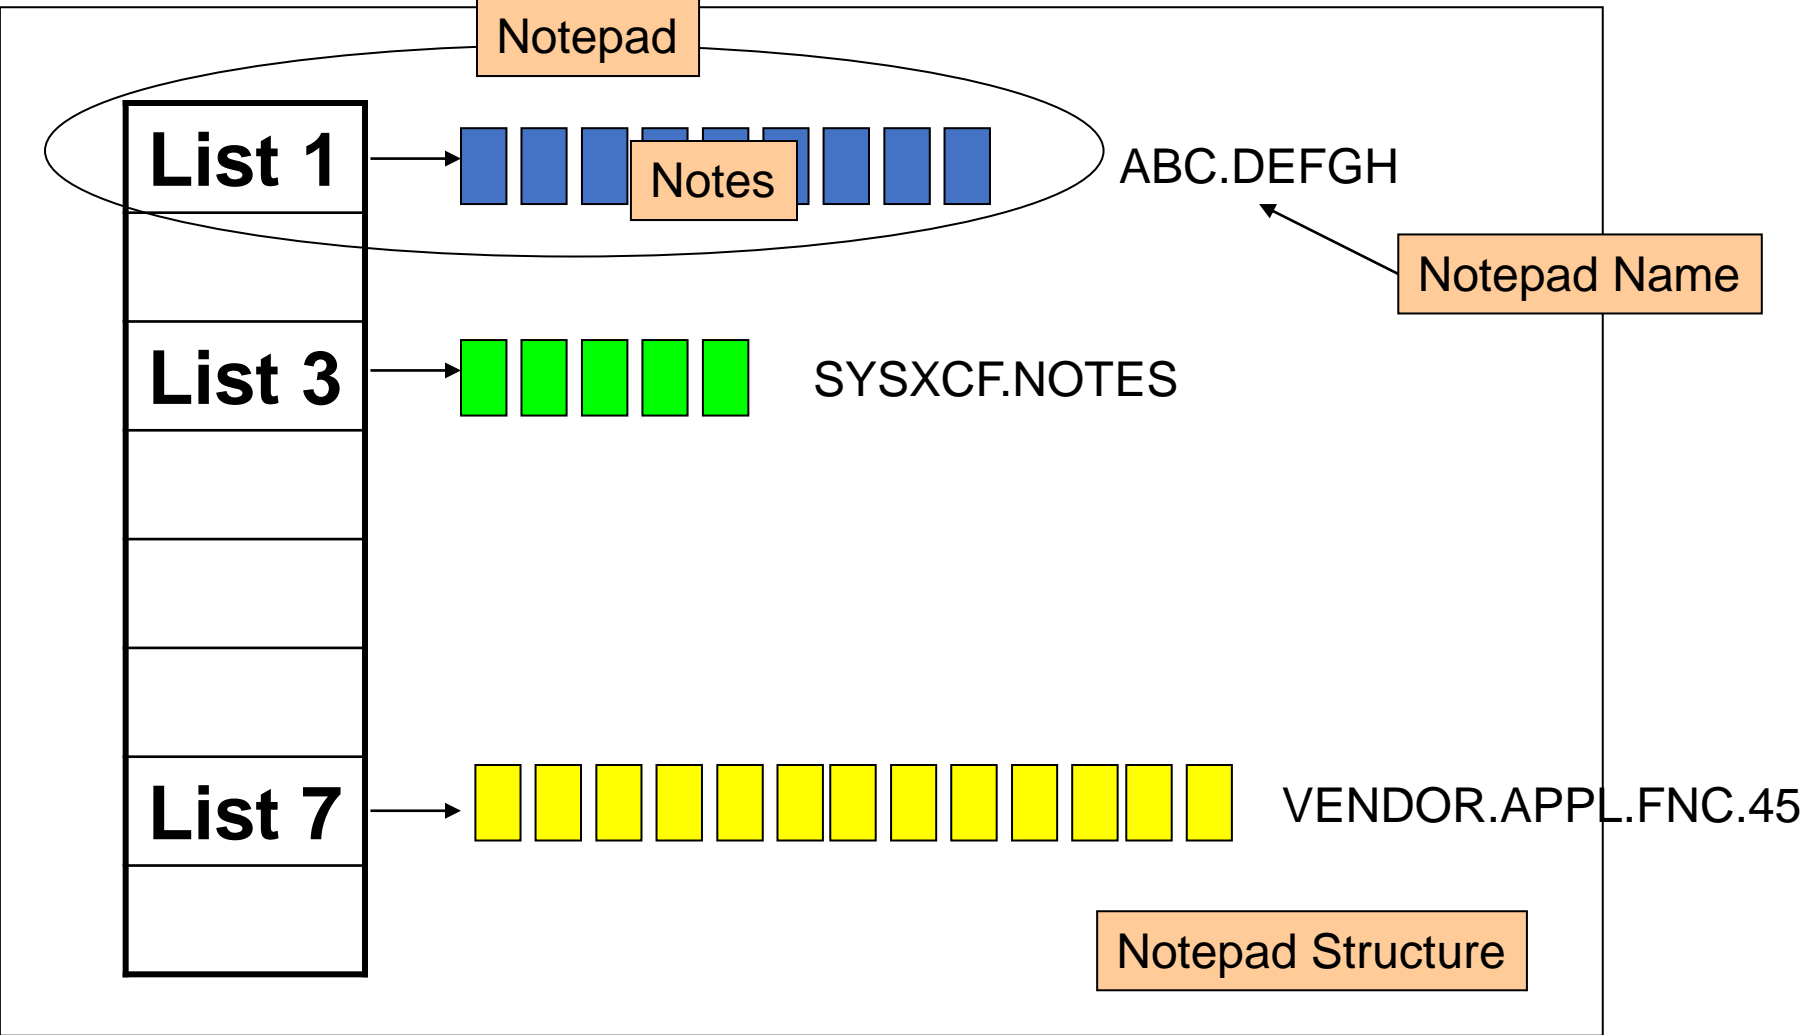 Notepad
List 1
Notes
ABC.DEFGH
Notepad Name
List 3
SYSXCF.NOTES
List 7
VENDOR.APPL.FNC.45
Notepad Structure